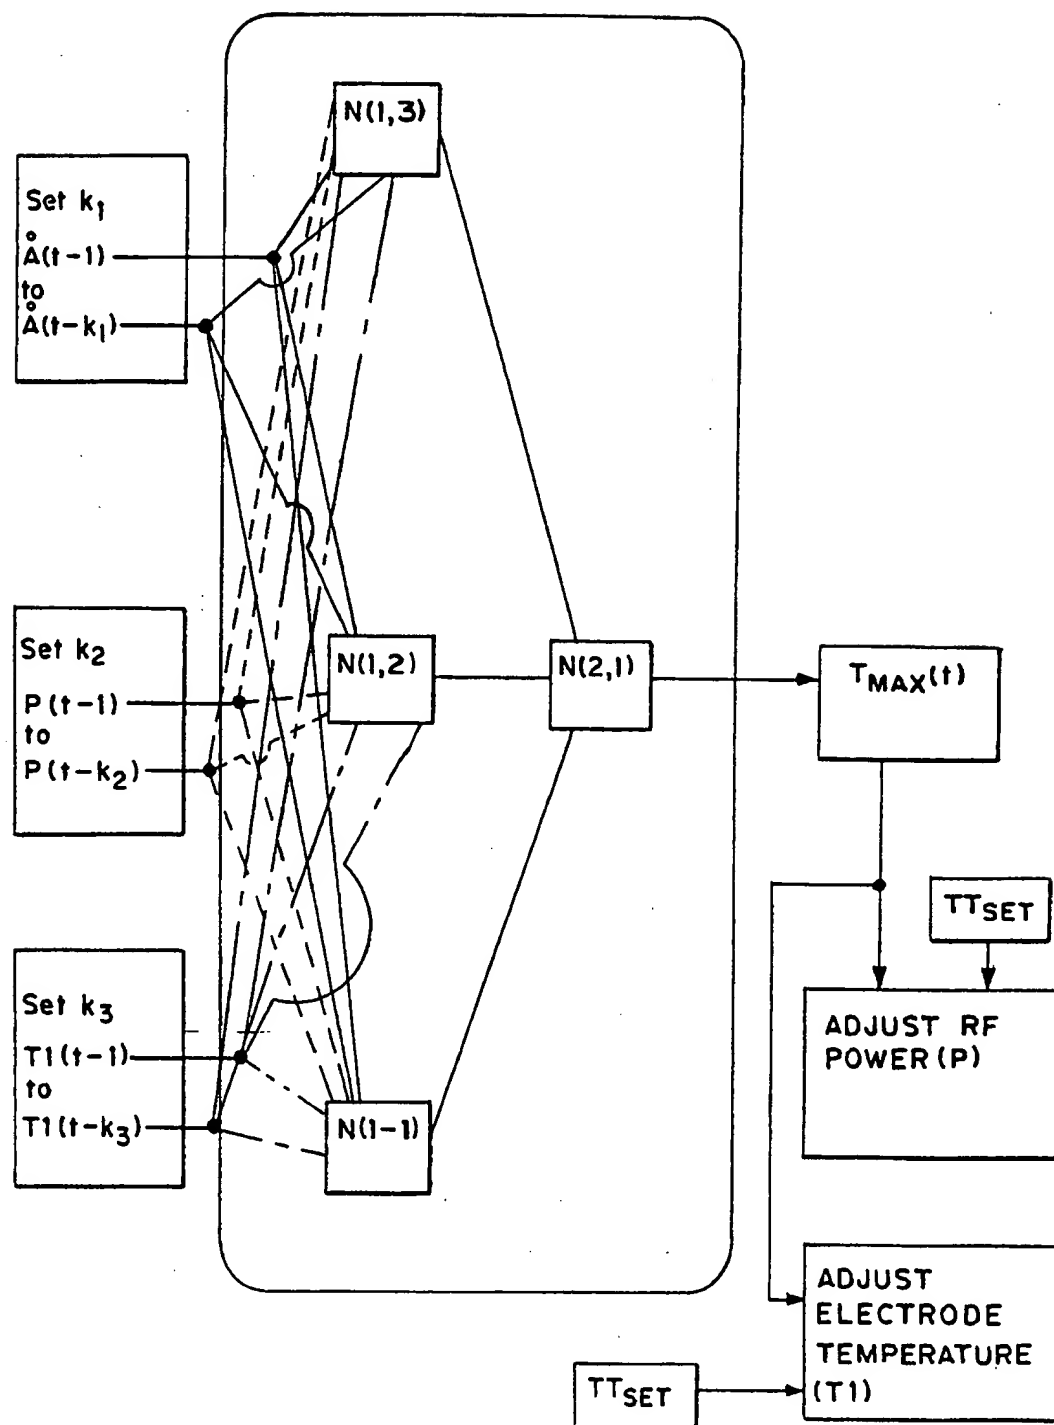 N(1,3)
Set k1
Å(t-1)
to
Å(t-k1)
Set k2
P(t-1)
to
P(t-k2)
N(1,2)
N(2,1)
TMAX(t)
TTSET
Set k3
T1(t-1)
to
T1(t-k3)
N(1-1)
ADJUST RF
POWER(P)
ADJUST
ELECTRODE
TEMPERATURE
(T1)
TTSET